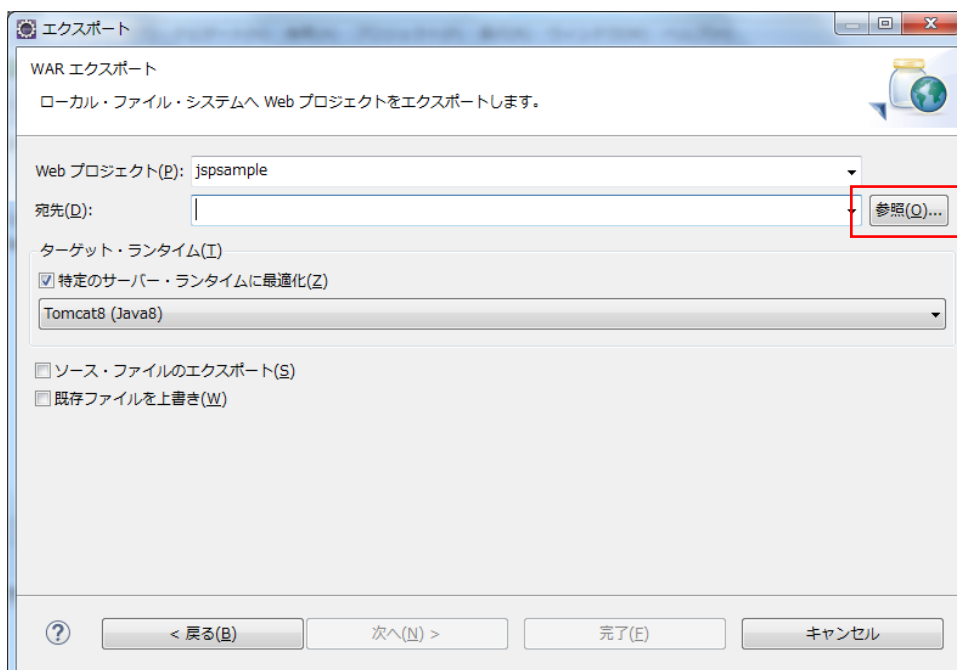 エクスポート
WAR エクスポート
ローカル・ファイル・システムへ Web プロジェクトをエクスポートします。
Web プロジェクト(P): jspsample
宛先(D): 参照(O)...
ターゲット・ランタイム(T)
特定のサーバー・ランタイムに最適化(Z)
Tomcat8 (Java8)
ソース・ファイルのエクスポート(S)
既存ファイルを上書き(W)
< 戻る(B) 次へ(N) > 完了(F) キャンセル